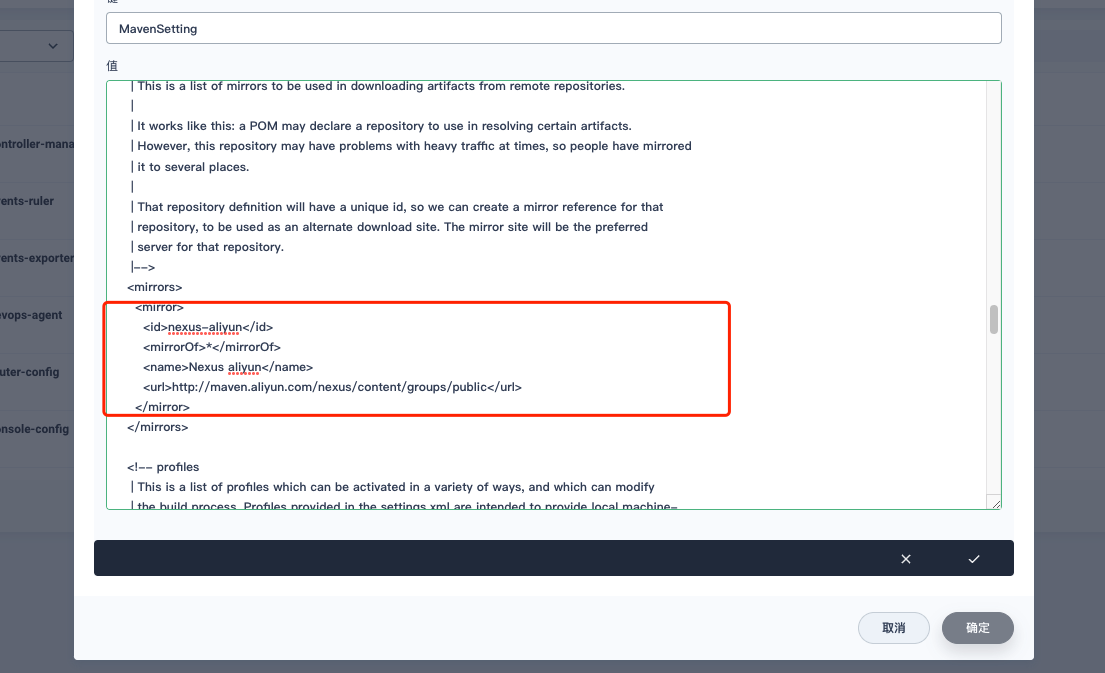 MavenSetting
值
| This is a list of mirrors to be used in downloading artifacts from remote repositories.
|
| It works like this: a POM may declare a repository to use in resolving certain artifacts.
| However, this repository may have problems with heavy traffic at times, so people have mirrored
| it to several places.
|
| That repository definition will have a unique id, so we can create a mirror reference for that
| repository, to be used as an alternate download site. The mirror site will be the preferred
| server for that repository.
|-->
<mirrors>
<mirror>
<id>nexus-aliyun</id>
<mirrorOf>*</mirrorOf>
<name>Nexus aliyun</name>
<url>http://maven.aliyun.com/nexus/content/groups/public</url>
</mirror>
</mirrors>
<!-- profiles
| This is a list of profiles which can be activated in a variety of ways, and which can modify
| the build process. Profiles provided in the settings.xml are intended to provide local machine-
ontroller-mana
ents-ruler
ents-exporter
evops-agent
uter-config
onsole-config
取消
确定